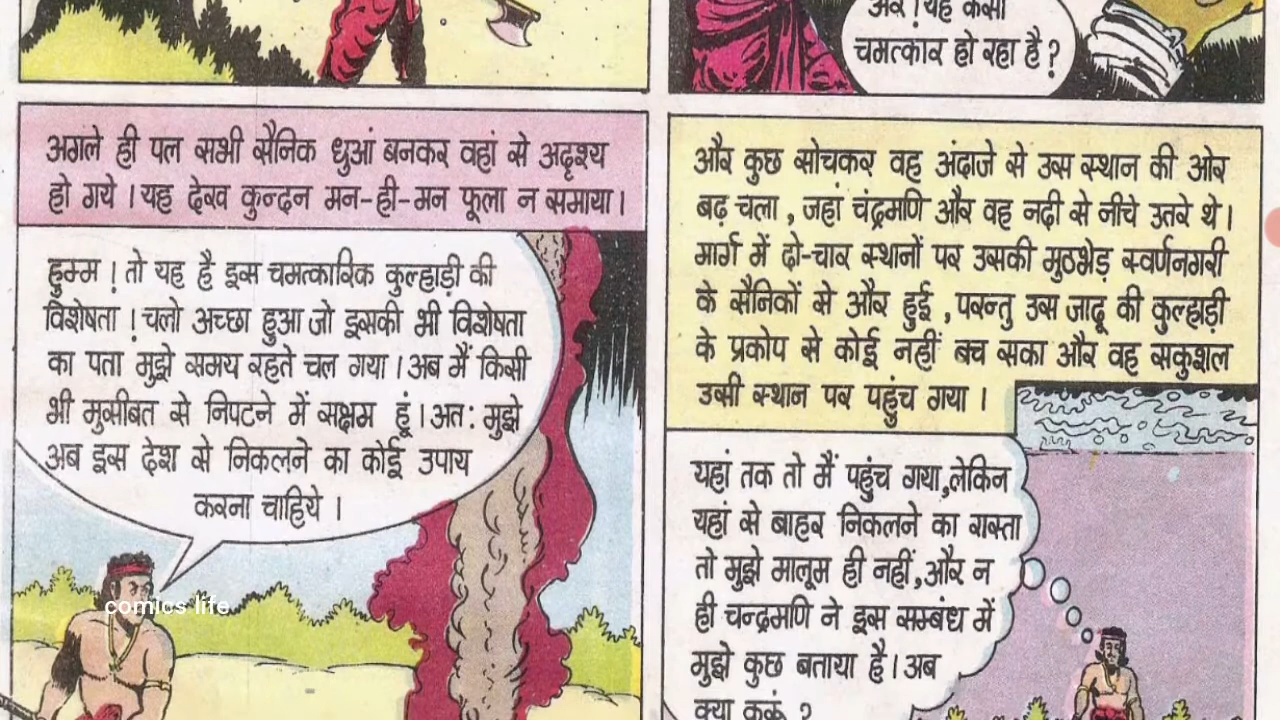 अरे ! यह कैसा
चमत्कार हो रहा है ?
अगले ही पल सभी सैनिक धुआं बनकर वहां से अदृश्य
हो गये । यह देख कुन्दन मन-ही-मन फूला न समाया ।
हुम्म ! तो यह है इस चमत्कारिक कुल्हाड़ी की
विशेषता ! चलो अच्छा हुआ जो इसकी भी विशेषता
का पता मुझे समय रहते चल गया । अब मैं किसी
भी मुसीबत से निपटने में सक्षम हूं । अत: मुझे
अब इस देश से निकलने का कोई उपाय
करना चाहिये ।
comics life
और कुछ सोचकर वह अंदाजे से उस स्थान की ओर
बढ़ चला , जहां चंद्रमणि और वह नदी से नीचे उतरे थे ।
मार्ग में दो-चार स्थानों पर उसकी मुठभेड़ स्वर्णनगरी
के सैनिकों से और हुई , परन्तु उस जादू की कुल्हाड़ी
के प्रकोप से कोई नहीं बच सका और वह सकुशल
उसी स्थान पर पहुंच गया ।
यहां तक तो मैं पहुंच गया, लेकिन
यहां से बाहर निकलने का रास्ता
तो मुझे मालूम ही नहीं, और न
ही चन्द्रमणि ने इस सम्बंध में
मुझे कुछ बताया है । अब
क्या करूं ?